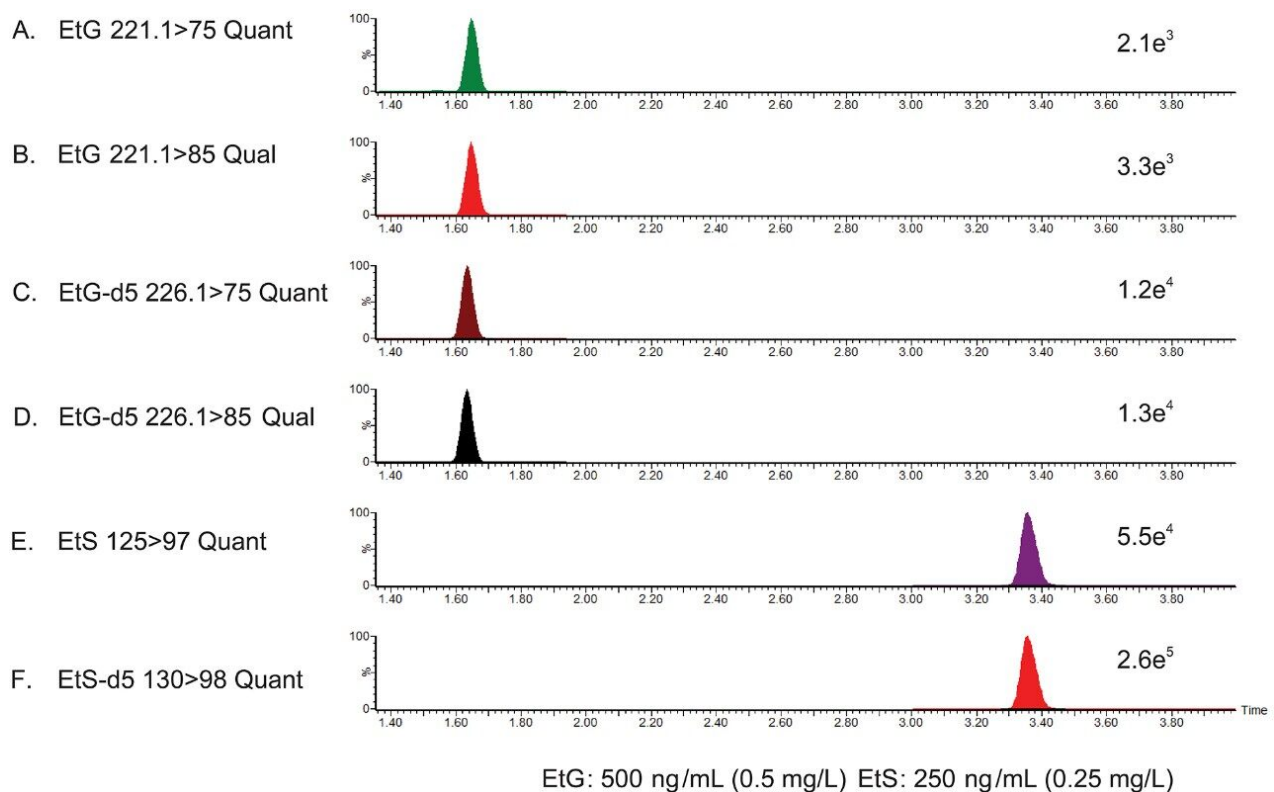 A. EtG 221.1>75 Quant
2.1e³
100
%
0
1.40 1.60 1.80 2.00 2.20 2.40 2.60 2.80 3.00 3.20 3.40 3.60 3.80
B. EtG 221.1>85 Qual
3.3e³
100
%
0
1.40 1.60 1.80 2.00 2.20 2.40 2.60 2.80 3.00 3.20 3.40 3.60 3.80
C. EtG-d5 226.1>75 Quant
1.2e⁴
100
%
0
1.40 1.60 1.80 2.00 2.20 2.40 2.60 2.80 3.00 3.20 3.40 3.60 3.80
D. EtG-d5 226.1>85 Qual
1.3e⁴
100
%
0
1.40 1.60 1.80 2.00 2.20 2.40 2.60 2.80 3.00 3.20 3.40 3.60 3.80
E. EtS 125>97 Quant
5.5e⁴
100
%
0
1.40 1.60 1.80 2.00 2.20 2.40 2.60 2.80 3.00 3.20 3.40 3.60 3.80
F. EtS-d5 130>98 Quant
2.6e⁵
100
%
0
1.40 1.60 1.80 2.00 2.20 2.40 2.60 2.80 3.00 3.20 3.40 3.60 3.80
Time
EtG: 500 ng/mL (0.5 mg/L) EtS: 250 ng/mL (0.25 mg/L)